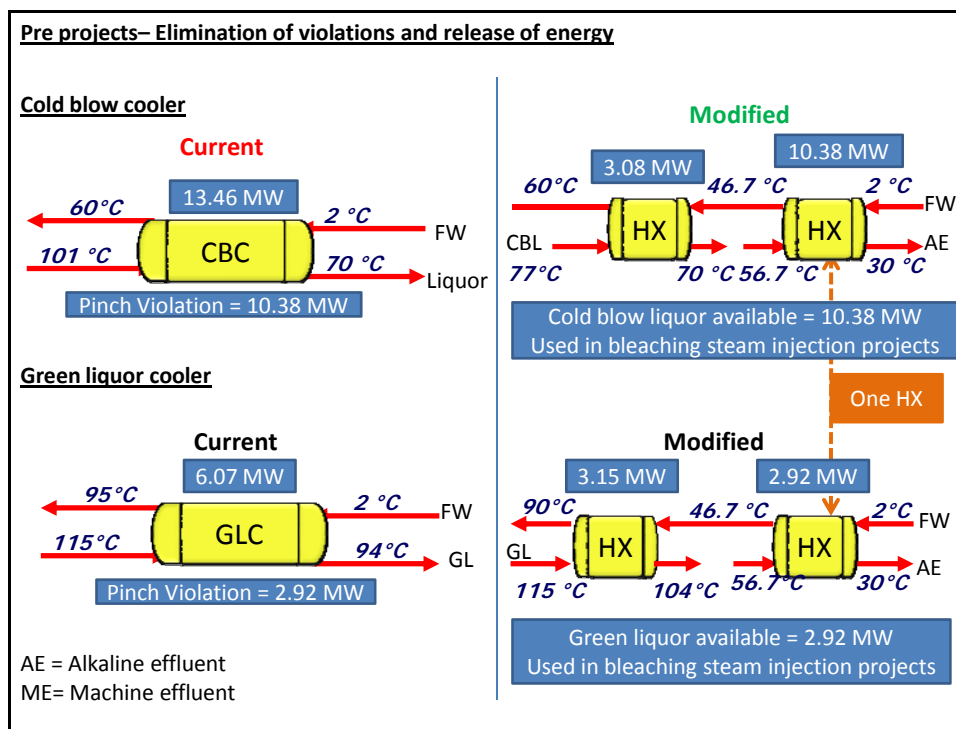 Pre projects– Elimination of violations and release of energy
Cold blow cooler
Current
13.46 MW
60°C
2 °C
FW
CBC
101 °C
70 °C
Liquor
Pinch Violation = 10.38 MW
Modified
3.08 MW
10.38 MW
60°C
46.7 °C
2 °C
FW
HX
HX
CBL
AE
77°C
70 °C
56.7°C
30 °C
Cold blow liquor available = 10.38 MW
Used in bleaching steam injection projects
One HX
Green liquor cooler
Current
6.07 MW
95°C
2 °C
FW
GLC
115°C
94°C
GL
Pinch Violation = 2.92 MW
Modified
3.15 MW
2.92 MW
90°C
46.7 °C
2°C
FW
GL
HX
HX
AE
115 °C
104°C
56.7°C
30°C
Green liquor available = 2.92 MW
Used in bleaching steam injection projects
AE = Alkaline effluent
ME= Machine effluent